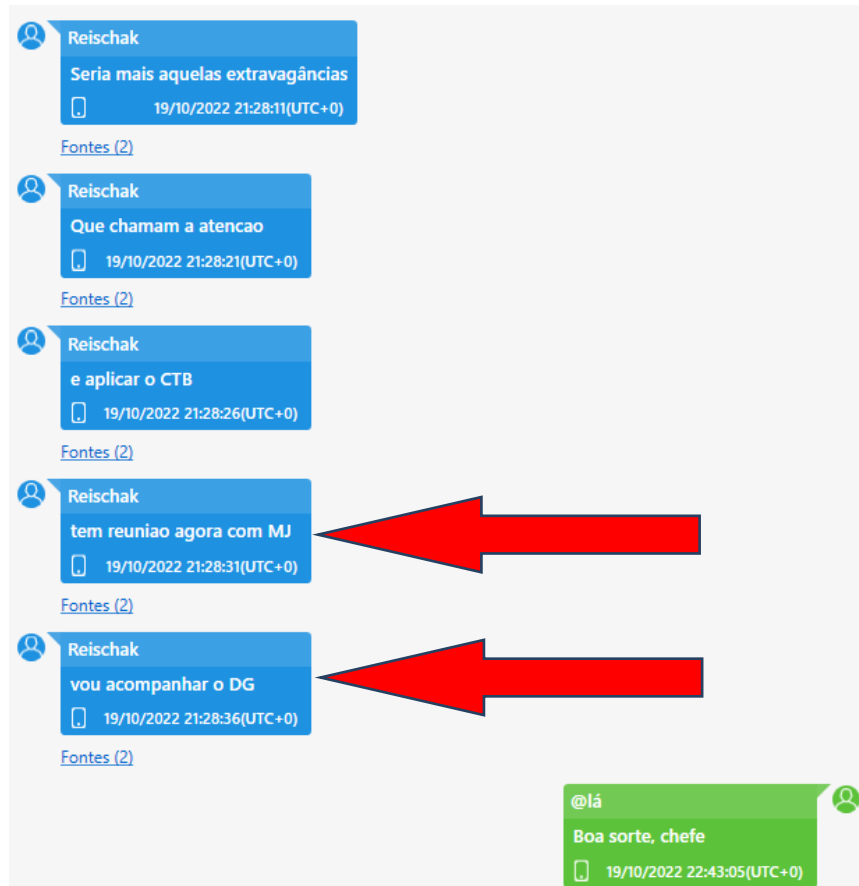 Reischak
Seria mais aquelas extravagâncias
19/10/2022 21:28:11(UTC+0)
Fontes (2)
Reischak
Que chamam a atencao
19/10/2022 21:28:21(UTC+0)
Fontes (2)
Reischak
e aplicar o CTB
19/10/2022 21:28:26(UTC+0)
Fontes (2)
Reischak
tem reuniao agora com MJ
19/10/2022 21:28:31(UTC+0)
Fontes (2)
Reischak
vou acompanhar o DG
19/10/2022 21:28:36(UTC+0)
Fontes (2)
@lá
Boa sorte, chefe
19/10/2022 22:43:05(UTC+0)